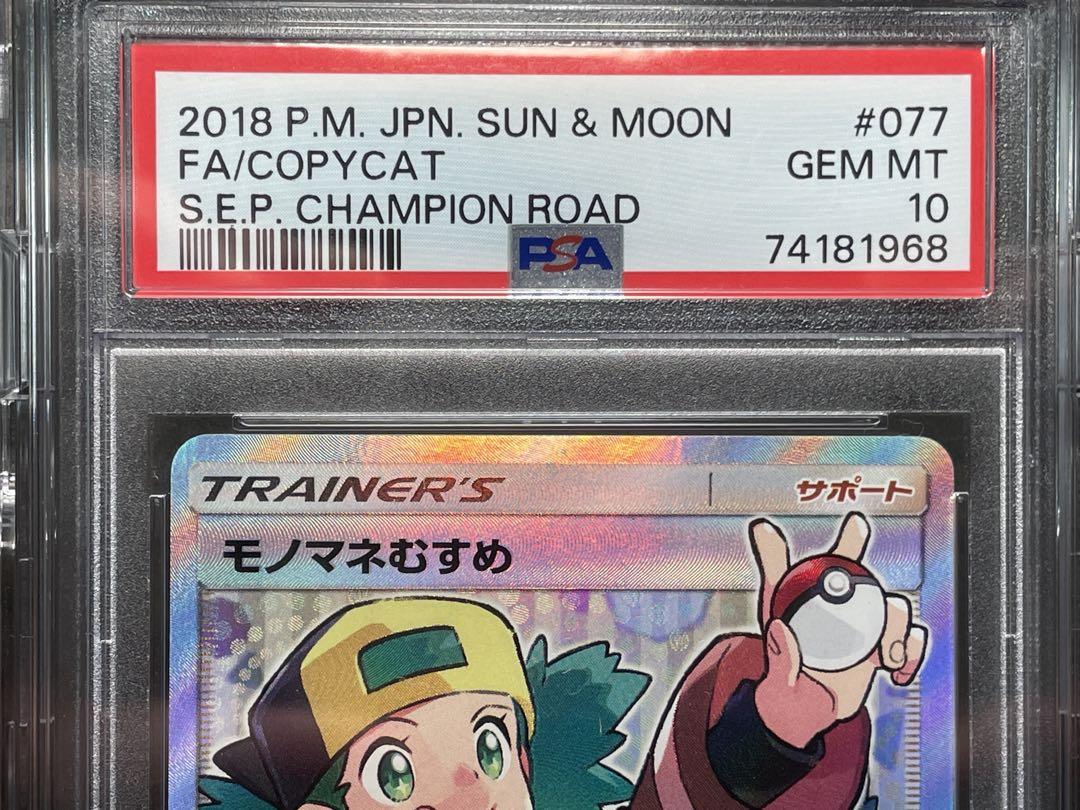 2018 P.M. JPN. SUN & MOON #077
FA/COPYCAT GEM MT
S.E.P. CHAMPION ROAD 10
PSA 74181968
TRAINER'S サポート
モノマネむすめ